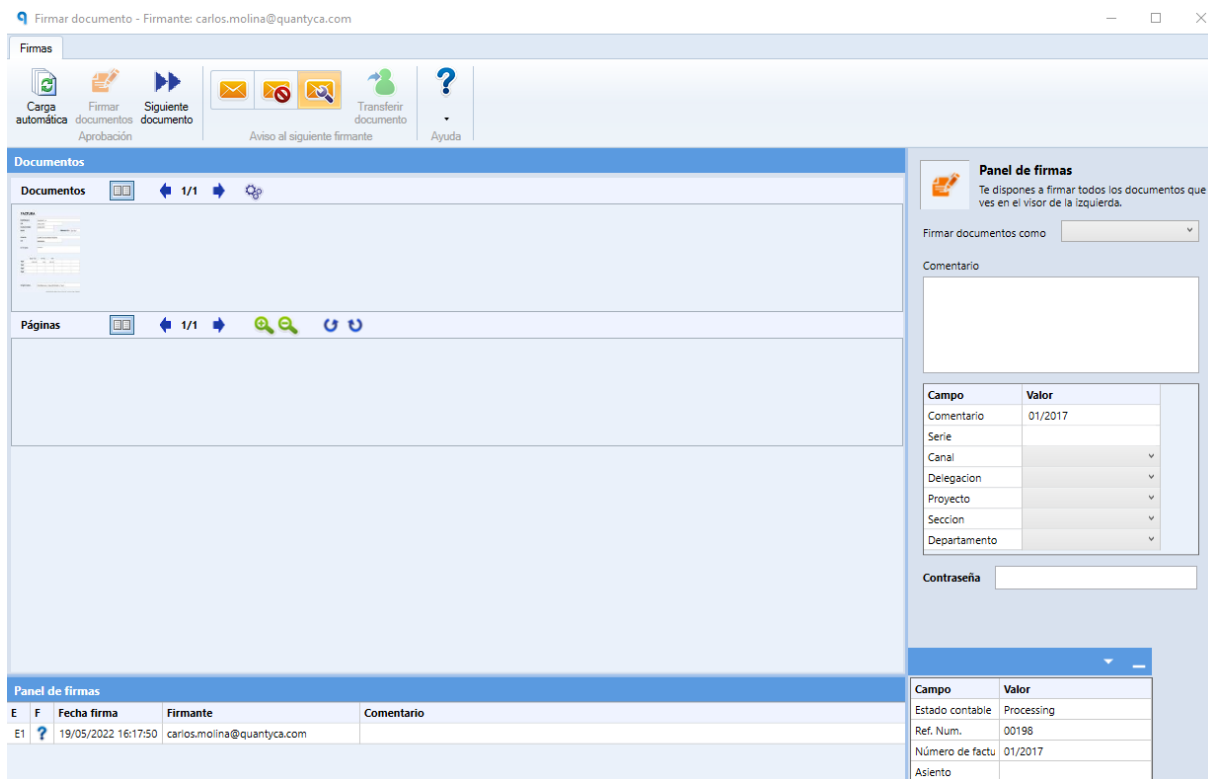 Firmar documento - Firmante: carlos.molina@quantyca.com
Firmas
Carga automática
Firmar documentos
Siguiente documento
Aprobación
Transferir documento
Aviso al siguiente firmante
Ayuda
Documentos
Documentos 1/1
FACTURA
Páginas 1/1
Panel de firmas
Te dispones a firmar todos los documentos que
ves en el visor de la izquierda.
Firmar documentos como
Comentario
Campo Valor
Comentario 01/2017
Serie
Canal
Delegacion
Proyecto
Seccion
Departamento
Contraseña
Panel de firmas
E F Fecha firma Firmante Comentario
E1 19/05/2022 16:17:50 carlos.molina@quantyca.com
Campo Valor
Estado contable Processing
Ref. Num. 00198
Número de factu 01/2017
Asiento